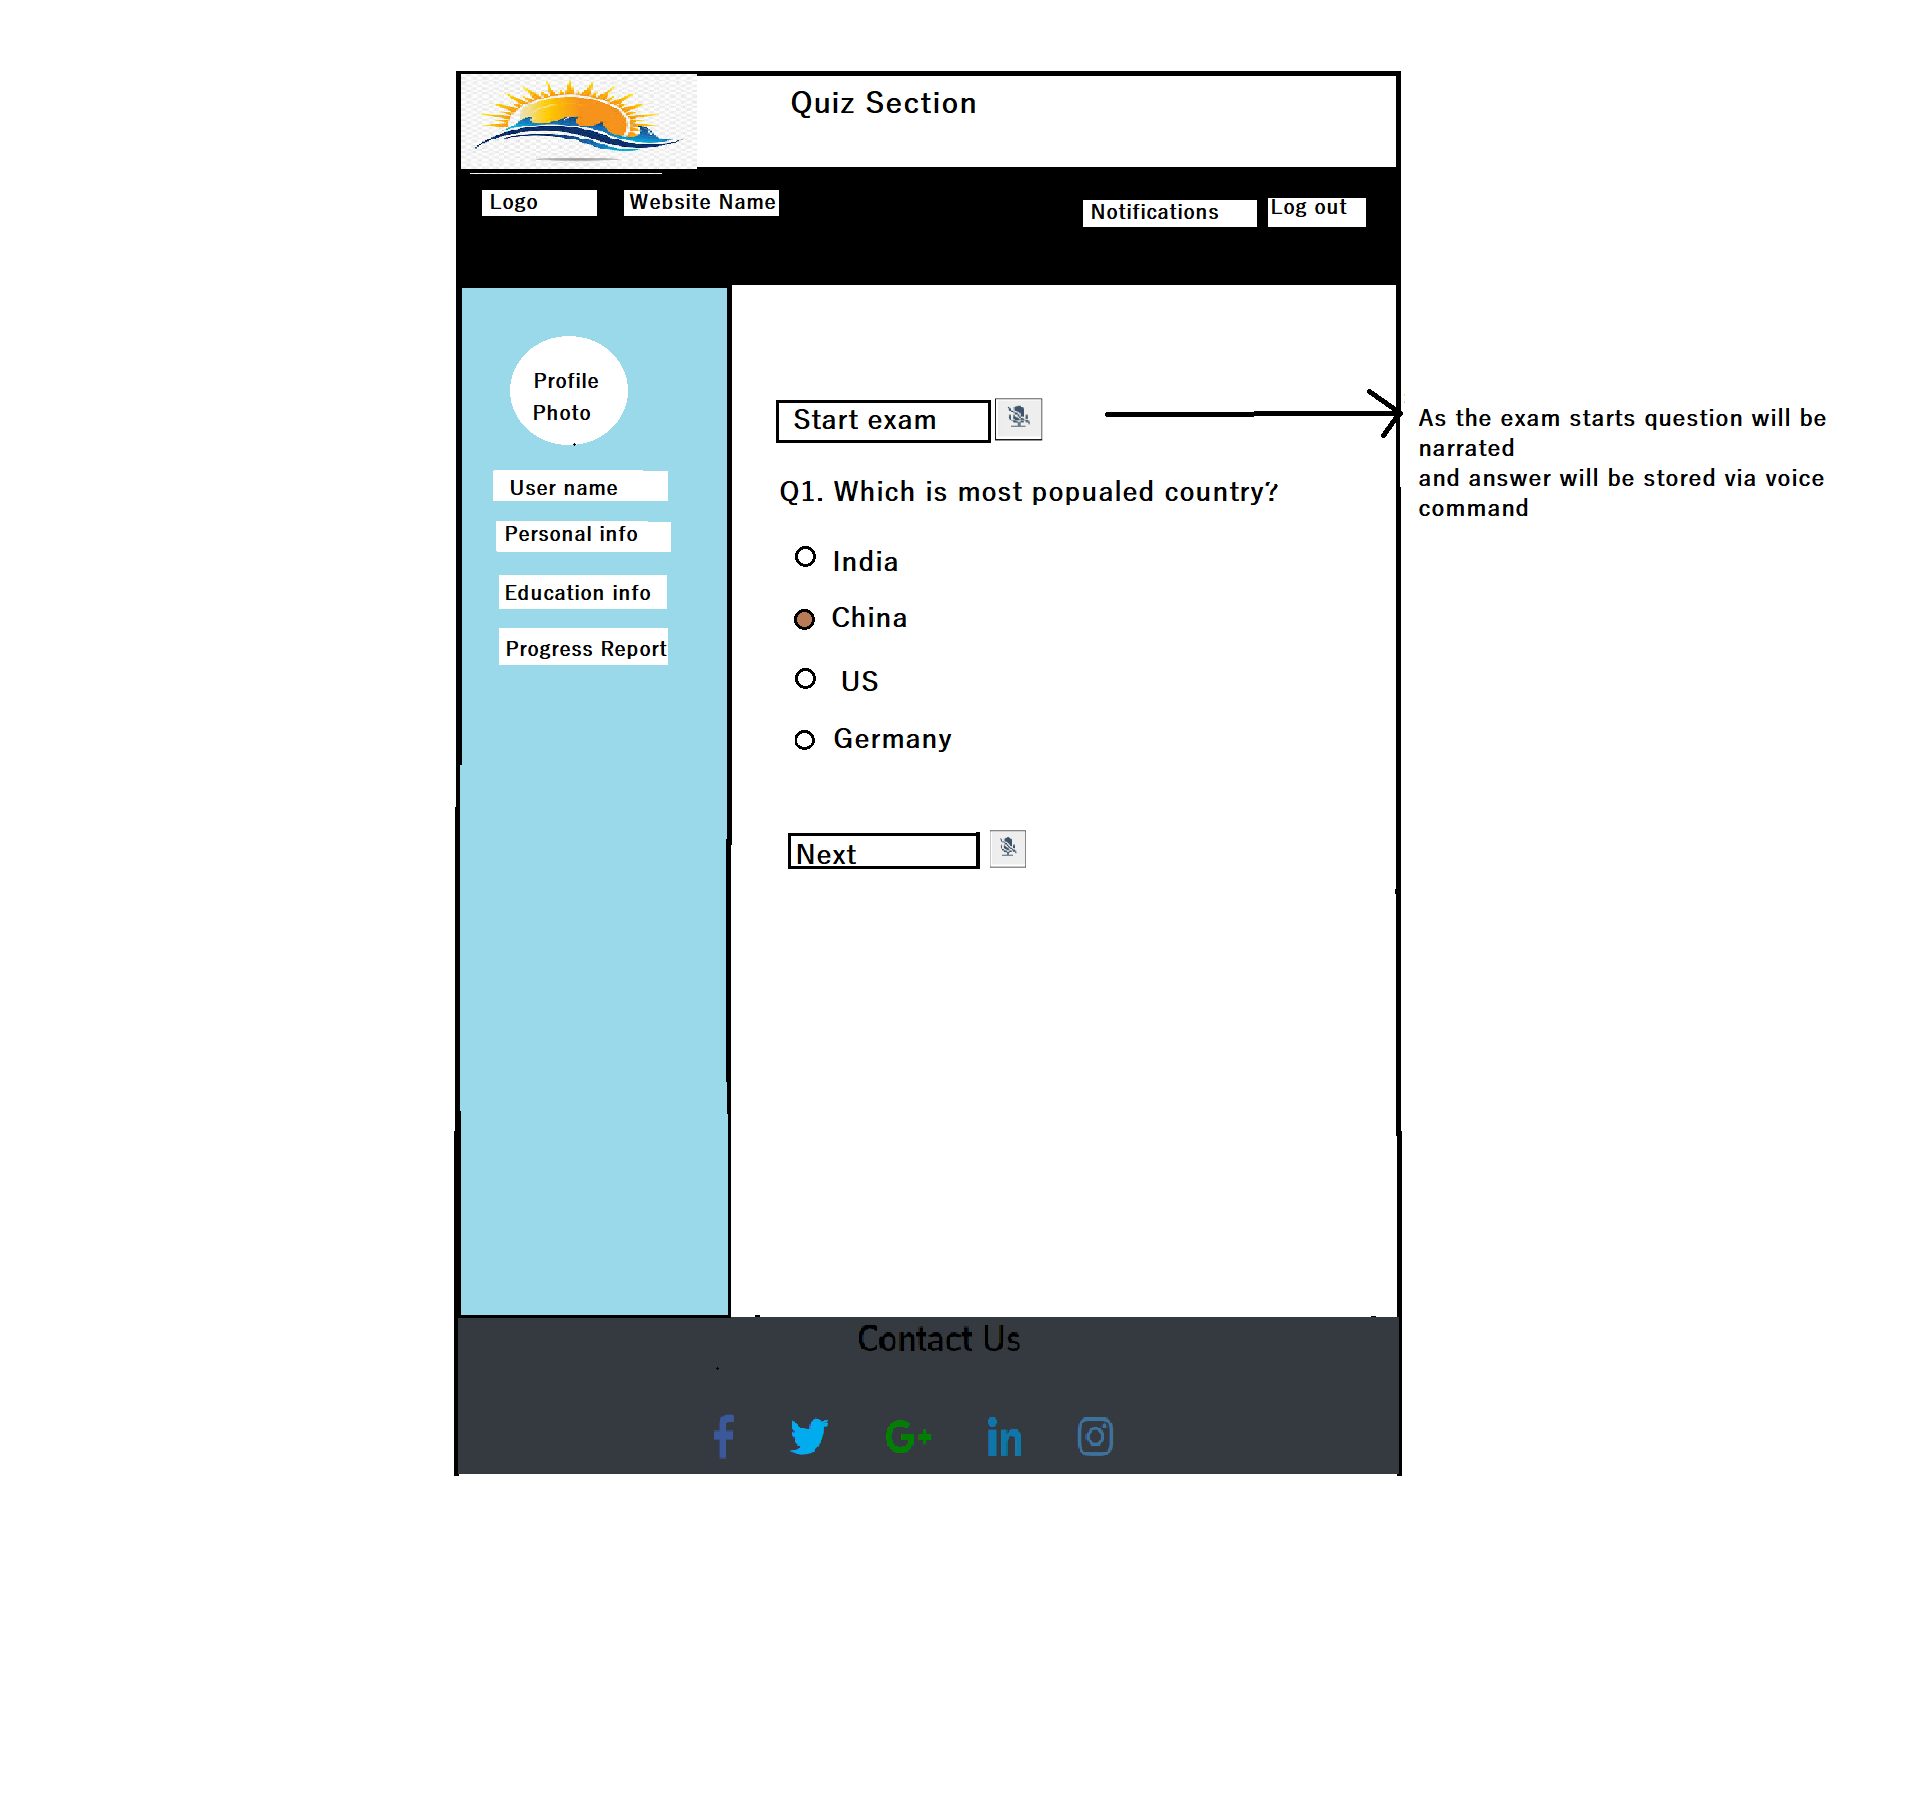 Quiz Section
Logo
Website Name
Notifications
Log out
Profile
Photo
User name
Personal info
Education info
Progress Report
Start exam
As the exam starts question will be
narrated
and answer will be stored via voice
command
Q1. Which is most popualed country?
India
China
US
Germany
Next
Contact Us
f
G+
in